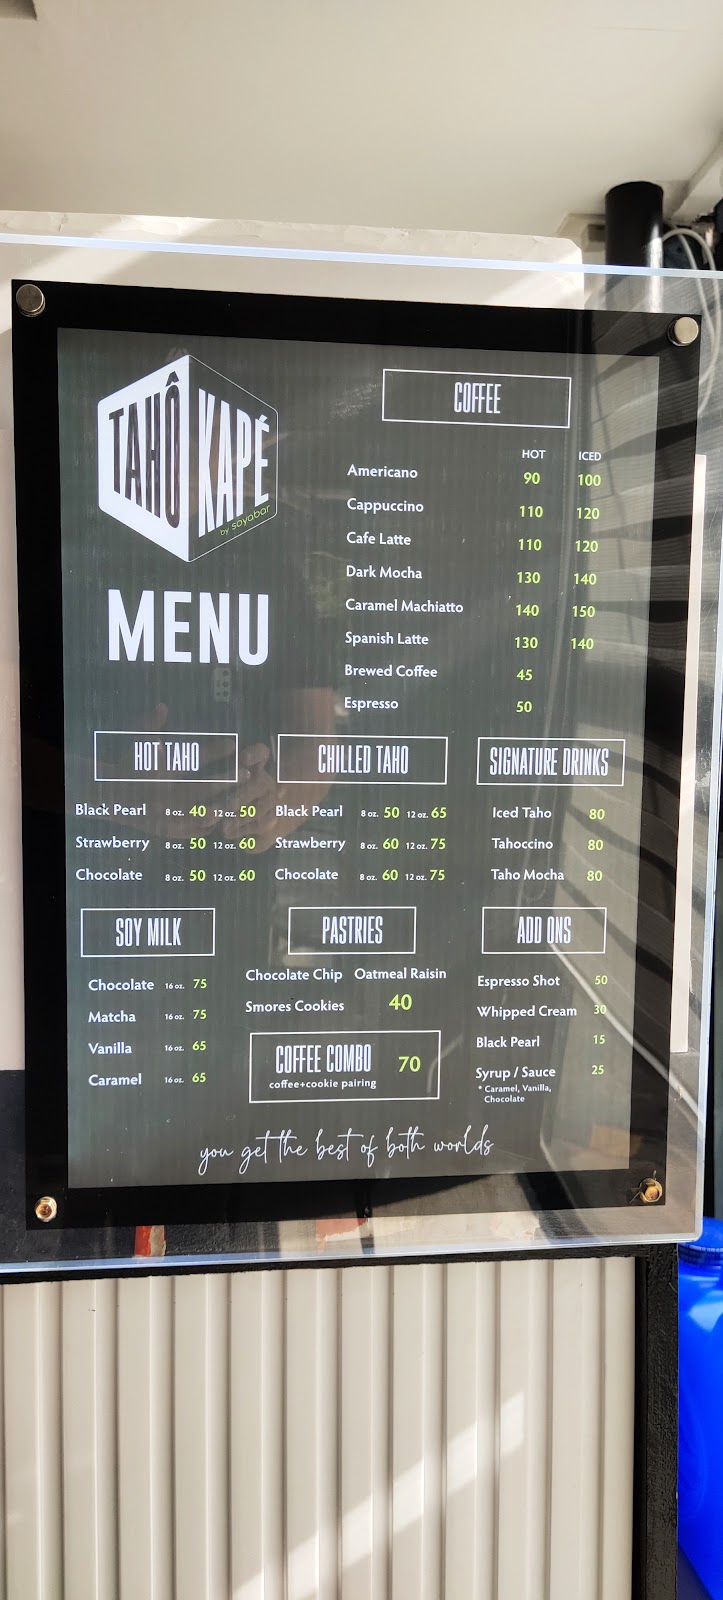 TAHÔ KAPÉ
by soyabar
MENU
COFFEE
HOT ICED
Americano 90 100
Cappuccino 110 120
Cafe Latte 110 120
Dark Mocha 130 140
Caramel Machiatto 140 150
Spanish Latte 130 140
Brewed Coffee 45
Espresso 50
HOT TAHO
Black Pearl 8 oz. 40 12 oz. 50
Strawberry 8 oz. 50 12 oz. 60
Chocolate 8 oz. 50 12 oz. 60
CHILLED TAHO
Black Pearl 8 oz. 50 12 oz. 65
Strawberry 8 oz. 60 12 oz. 75
Chocolate 8 oz. 60 12 oz. 75
SIGNATURE DRINKS
Iced Taho 80
Tahoccino 80
Taho Mocha 80
SOY MILK
Chocolate 16 oz. 75
Matcha 16 oz. 75
Vanilla 16 oz. 65
Caramel 16 oz. 65
PASTRIES
Chocolate Chip Oatmeal Raisin
Smores Cookies 40
COFFEE COMBO 70
coffee+cookie pairing
ADD ONS
Espresso Shot 50
Whipped Cream 30
Black Pearl 15
Syrup / Sauce 25
* Caramel, Vanilla,
Chocolate
you get the best of both worlds